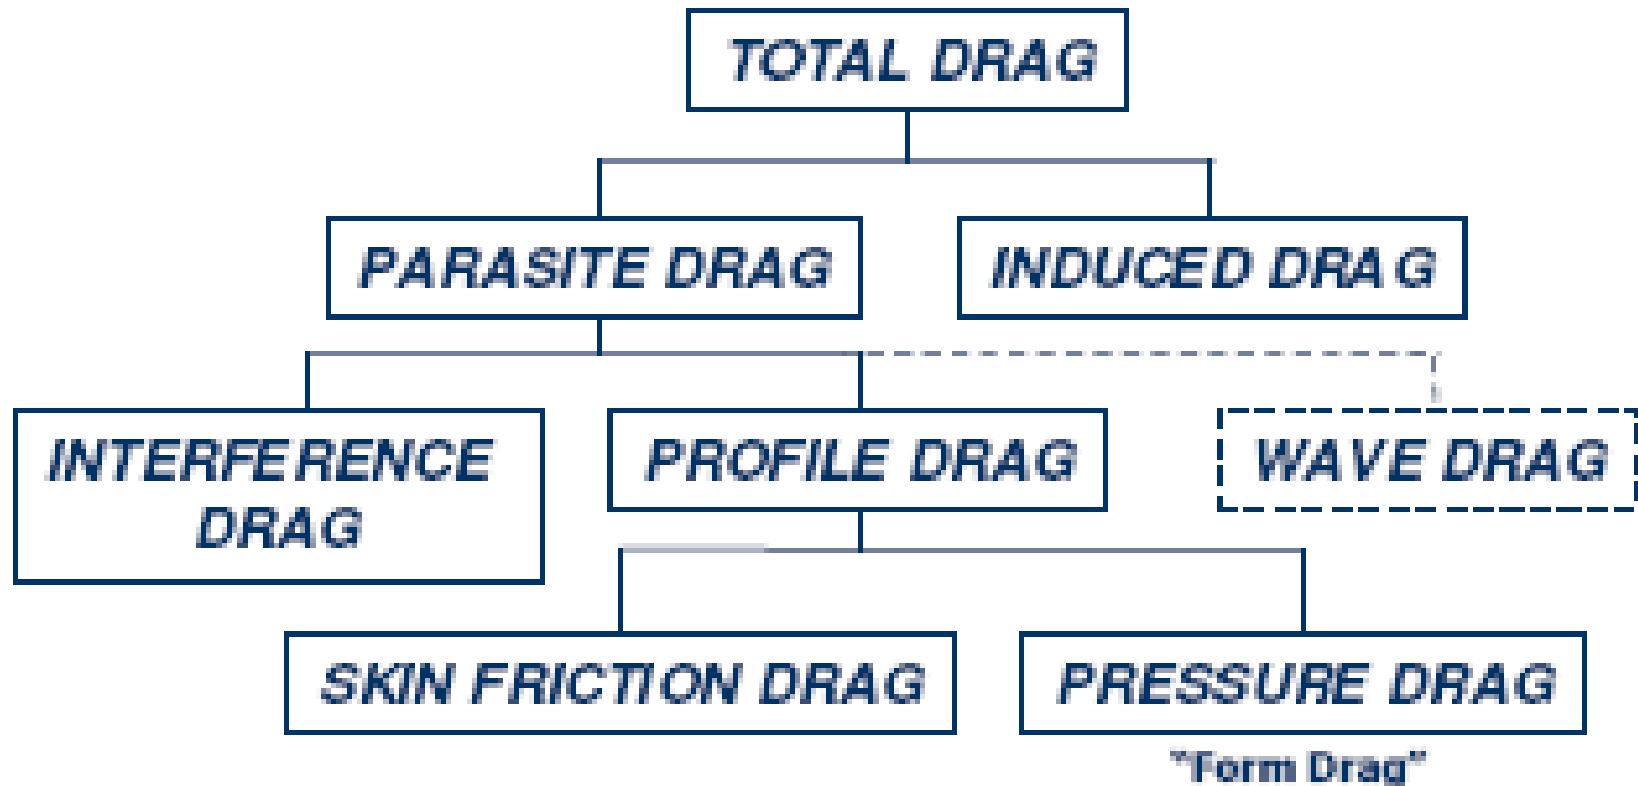 TOTAL DRAG
PARASITE DRAG
INDUCED DRAG
INTERFERENCE
DRAG
PROFILE DRAG
WAVE DRAG
SKIN FRICTION DRAG
PRESSURE DRAG
"Form Drag"